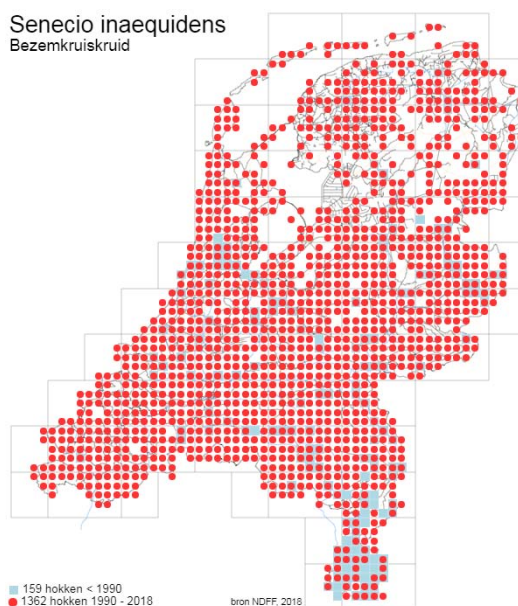 Senecio inaequidens
Bezemkruiskruid
159 hokken < 1990
1362 hokken 1990 - 2018
bron NDFF, 2018